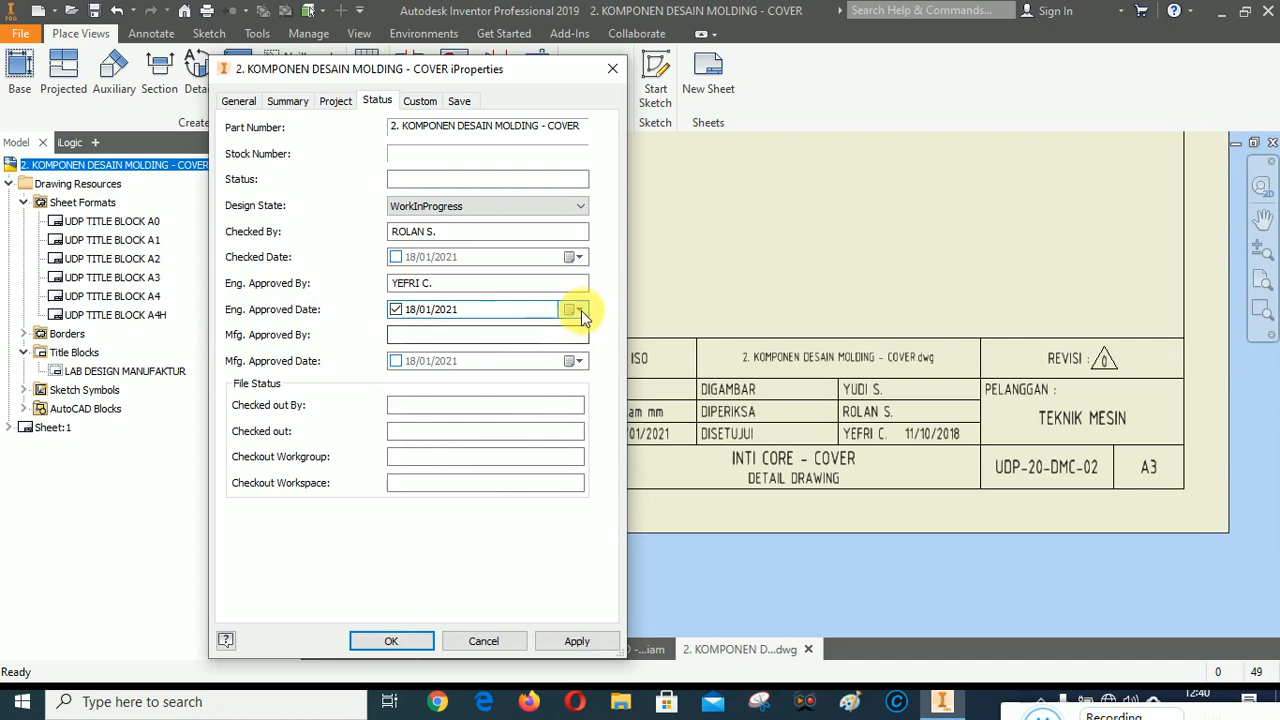 PRO
Autodesk Inventor Professional 2019 2. KOMPONEN DESAIN MOLDING - COVER
Search Help & Commands...
Sign In
File Place Views Annotate Sketch Tools Manage View Environments Get Started Add-Ins Collaborate
Base Projected Auxiliary Section
Start Sketch
New Sheet
Sketch Sheets
2. KOMPONEN DESAIN MOLDING - COVER iProperties
General Summary Project Status Custom Save
Part Number: 2. KOMPONEN DESAIN MOLDING - COVER
Stock Number:
Status:
Design State: WorkInProgress
Checked By: ROLAN S.
Checked Date: 18/01/2021
Eng. Approved By: YEFRI C.
Eng. Approved Date: 18/01/2021
Mfg. Approved By:
Mfg. Approved Date: 18/01/2021
File Status
Checked out By:
Checked out:
Checkout Workgroup:
Checkout Workspace:
OK Cancel Apply
Model iLogic
2. KOMPONEN DESAIN MOLDING - COVER
Drawing Resources
Sheet Formats
UDP TITLE BLOCK A0
UDP TITLE BLOCK A1
UDP TITLE BLOCK A2
UDP TITLE BLOCK A3
UDP TITLE BLOCK A4
UDP TITLE BLOCK A4H
Borders
Title Blocks
LAB DESIGN MANUFAKTUR
Sketch Symbols
AutoCAD Blocks
Sheet:1
ISO 2. KOMPONEN DESAIN MOLDING - COVER.dwg REVISI : 0
DIGAMBAR YUDI S. PELANGGAN :
am mm DIPERIKSA ROLAN S. TEKNIK MESIN
/01/2021 DISETUJUI YEFRI C. 11/10/2018
INTI CORE - COVER
DETAIL DRAWING
UDP-20-DMC-02 A3
-...iam 2. KOMPONEN D...dwg
Ready 0 49
Type here to search
12:40
Recording